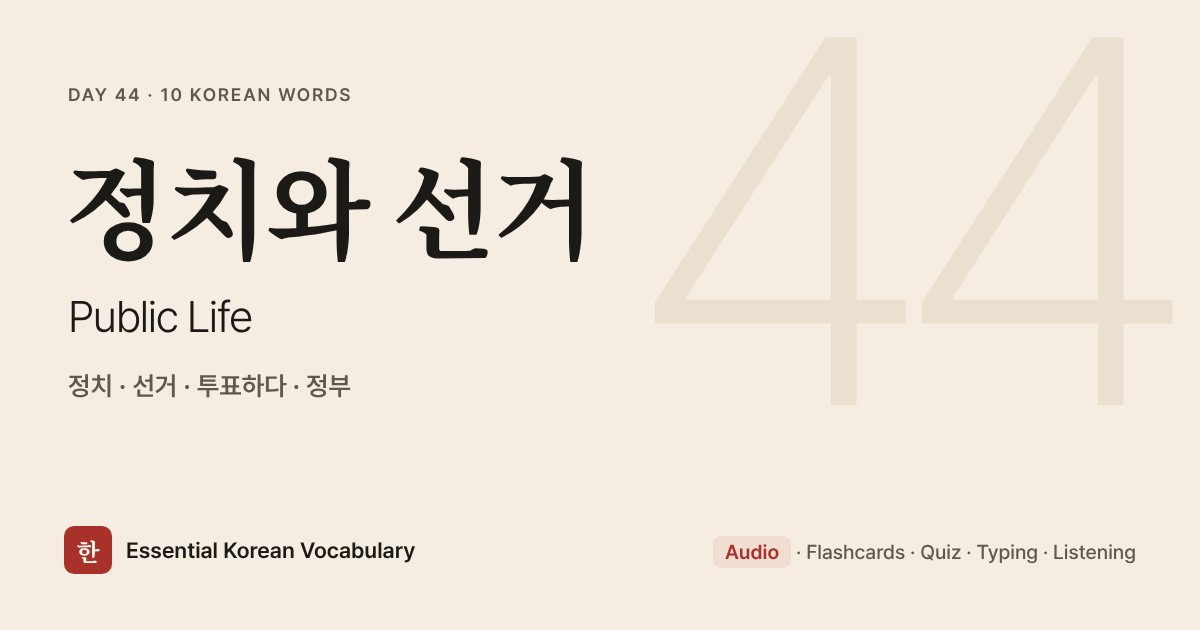 DAY 44 · 10 KOREAN WORDS
44
정치와 선거
Public Life
정치 · 선거 · 투표하다 · 정부
한 Essential Korean Vocabulary
Audio · Flashcards · Quiz · Typing · Listening